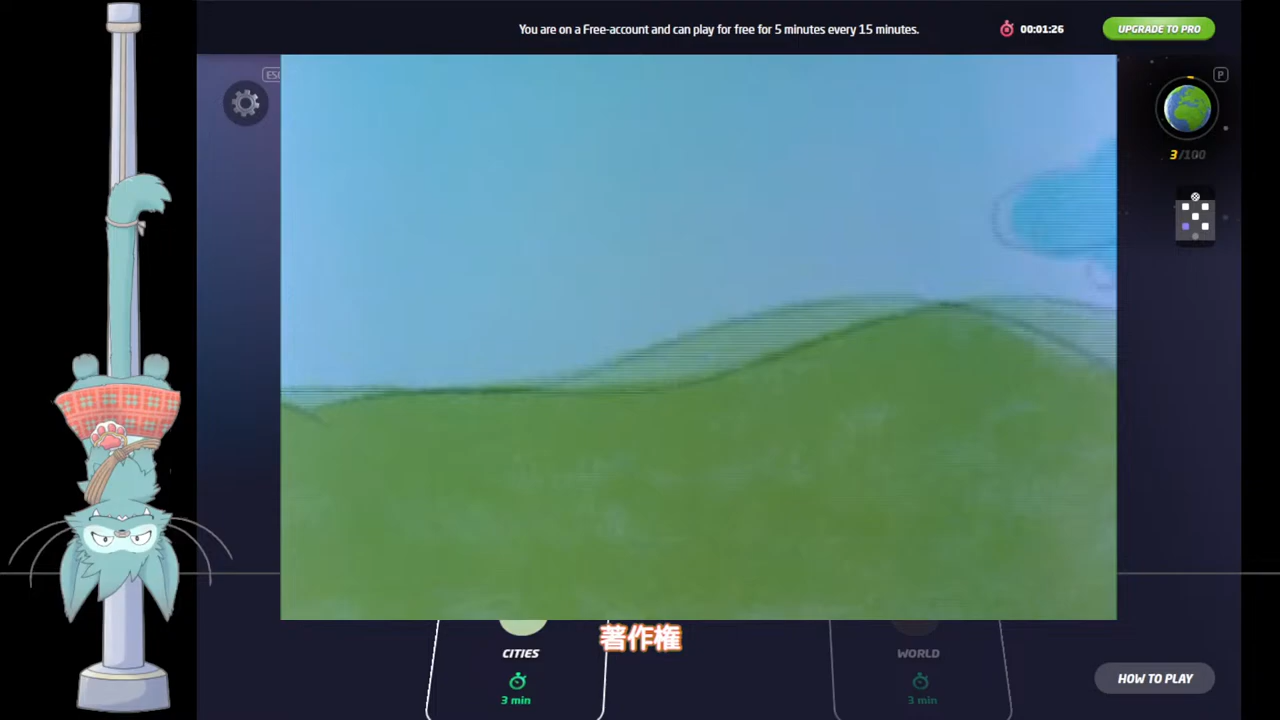 You are on a Free-account and can play for free for 5 minutes every 15 minutes.
00:01:26
UPGRADE TO PRO
ESC
P
3/100
著作権
CITIES
3 min
WORLD
3 min
HOW TO PLAY